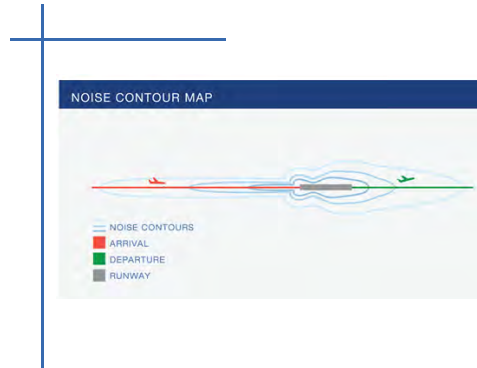 NOISE CONTOUR MAP
NOISE CONTOURS
ARRIVAL
DEPARTURE
RUNWAY